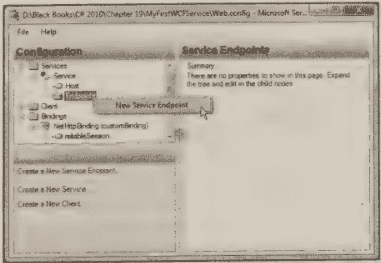 D:\Black Books\C# 2010\Chapter 19\MyFirstWCFService\Web.config - Microsoft Ser...
File Help
Configuration
Services
Service
Host
New Service Endpoint
Client
Bindings
NetHttpBinding (customBinding)
reliableSession
Create a New Service Endpoint...
Create a New Service...
Create a New Client...
Service Endpoints
Summary
There are no properties to show in this page. Expand
the tree and edit in the child nodes